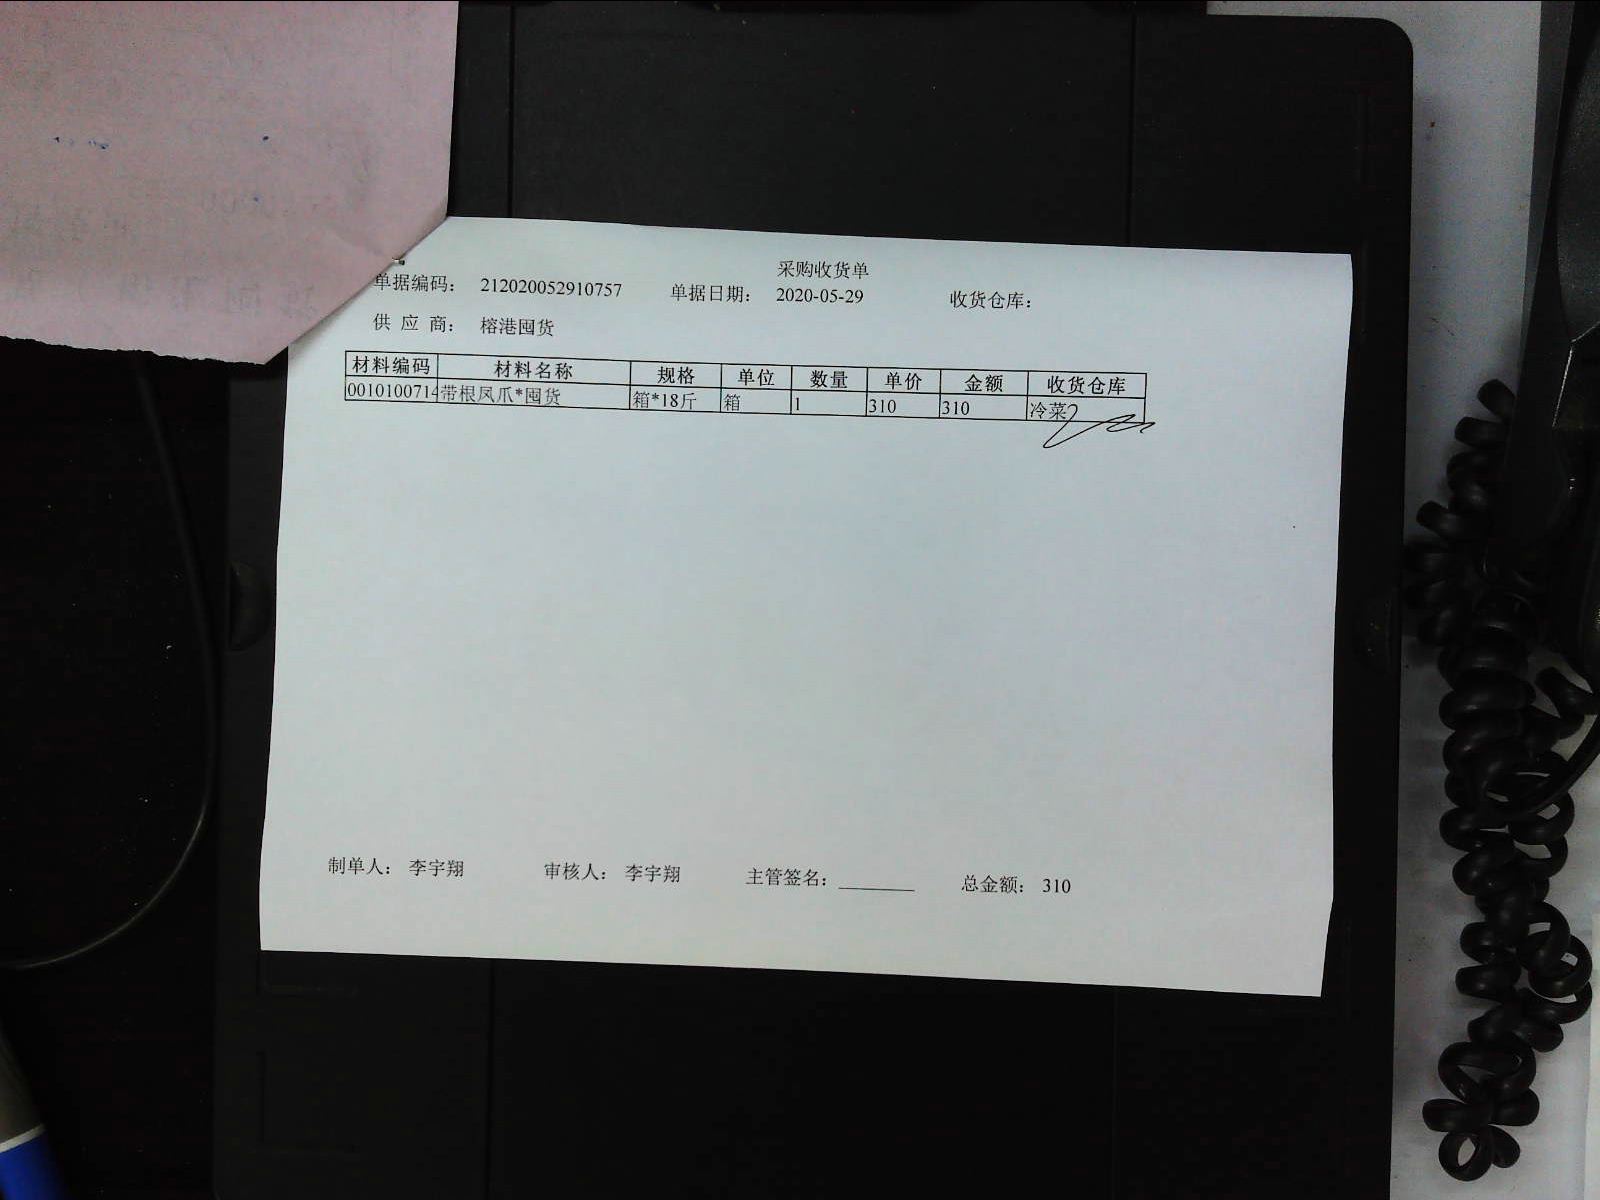 采购收货单
单据编码： 212020052910757 单据日期： 2020-05-29 收货仓库：
供 应 商： 榕港囤货
材料编码 材料名称 规格 单位 数量 单价 金额 收货仓库
0010100714 带根凤爪*囤货 箱*18斤 箱 1 310 310 冷菜
制单人： 李宇翔 审核人： 李宇翔 主管签名：________ 总金额： 310